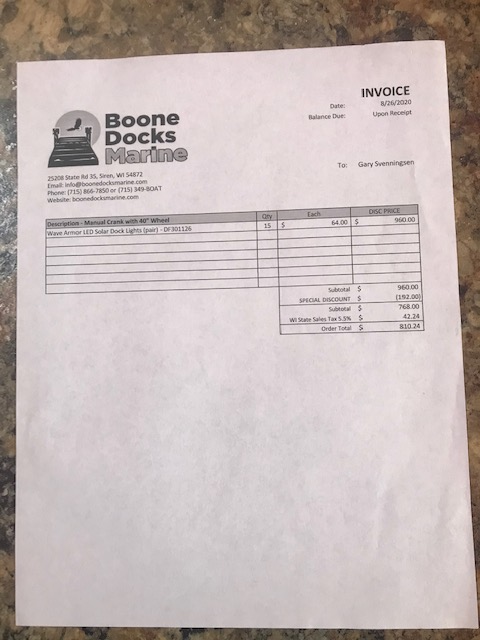 INVOICE
Date: 8/26/2020
Balance Due: Upon Receipt
Boone
Docks
Marine
To: Gary Svenningsen
25208 State Rd 35, Siren, WI 54872
Email: info@boonedocksmarine.com
Phone: (715) 866-7850 or (715) 349-BOAT
Website: boonedocksmarine.com
Description - Manual Crank with 40" Wheel Qty Each DISC PRICE
Wave Armor LED Solar Dock Lights (pair) - DF301126 15 $ 64.00 $ 960.00
Subtotal $ 960.00
SPECIAL DISCOUNT $ (192.00)
Subtotal $ 768.00
WI State Sales Tax 5.5% $ 42.24
Order Total $ 810.24